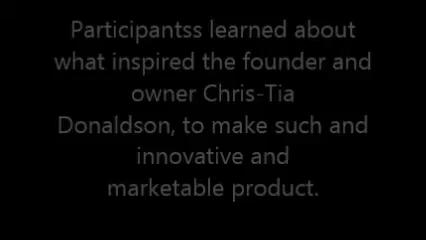 Participantss learned about
what inspired the founder and
owner Chris-Tia
Donaldson, to make such and
innovative and
marketable product.